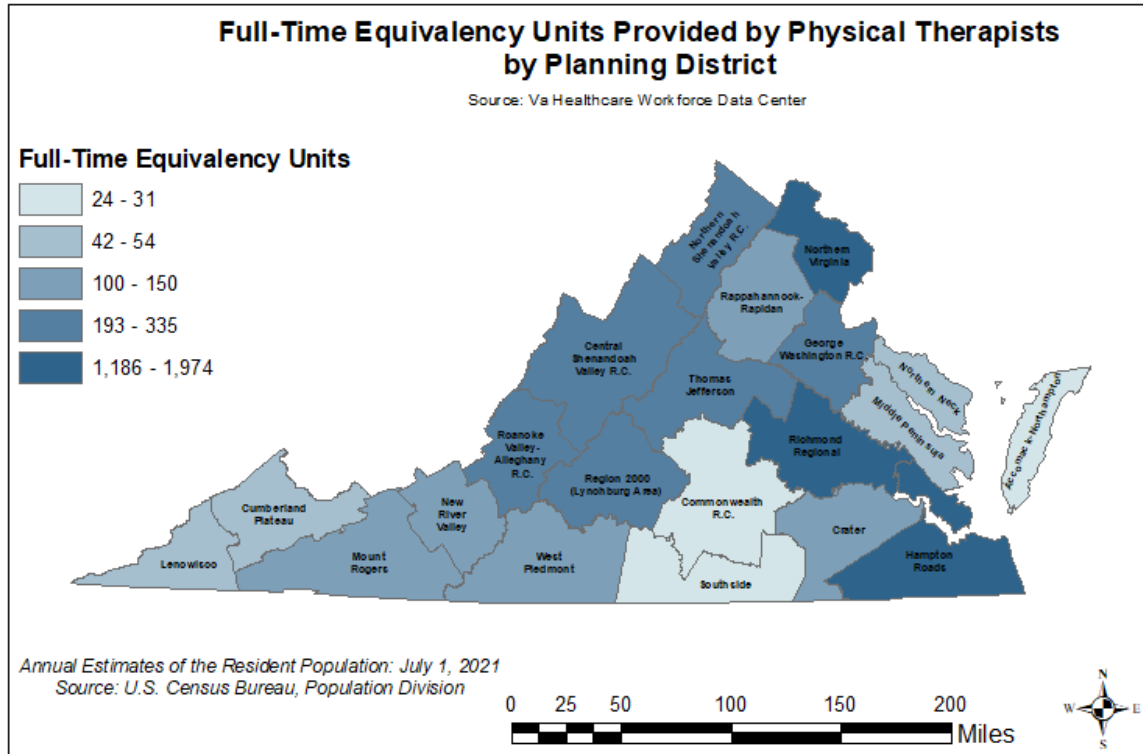 Full-Time Equivalency Units Provided by Physical Therapists
by Planning District
Source: Va Healthcare Workforce Data Center
Full-Time Equivalency Units
24 - 31
42 - 54
100 - 150
193 - 335
1,186 - 1,974
Northern
Shenandoah
Valley R.C.
Northern
Virginia
Rappahannock-
Rapidan
Central
Shenandoah
Valley R.C.
George
Washington R.C.
Northern Neck
Thomas
Jefferson
Middle Peninsula
Accomack-Northampton
Roanoke
Valley-
Alleghany
R.C.
Richmond
Regional
Region 2000
(Lynchburg Area)
Commonwealth
R.C.
Cumberland
Plateau
New
River
Valley
Crater
Lenowisco
Mount
Rogers
West
Piedmont
Southside
Hampton
Roads
Annual Estimates of the Resident Population: July 1, 2021
Source: U.S. Census Bureau, Population Division
0 25 50 100 150 200
Miles
N
W E
S